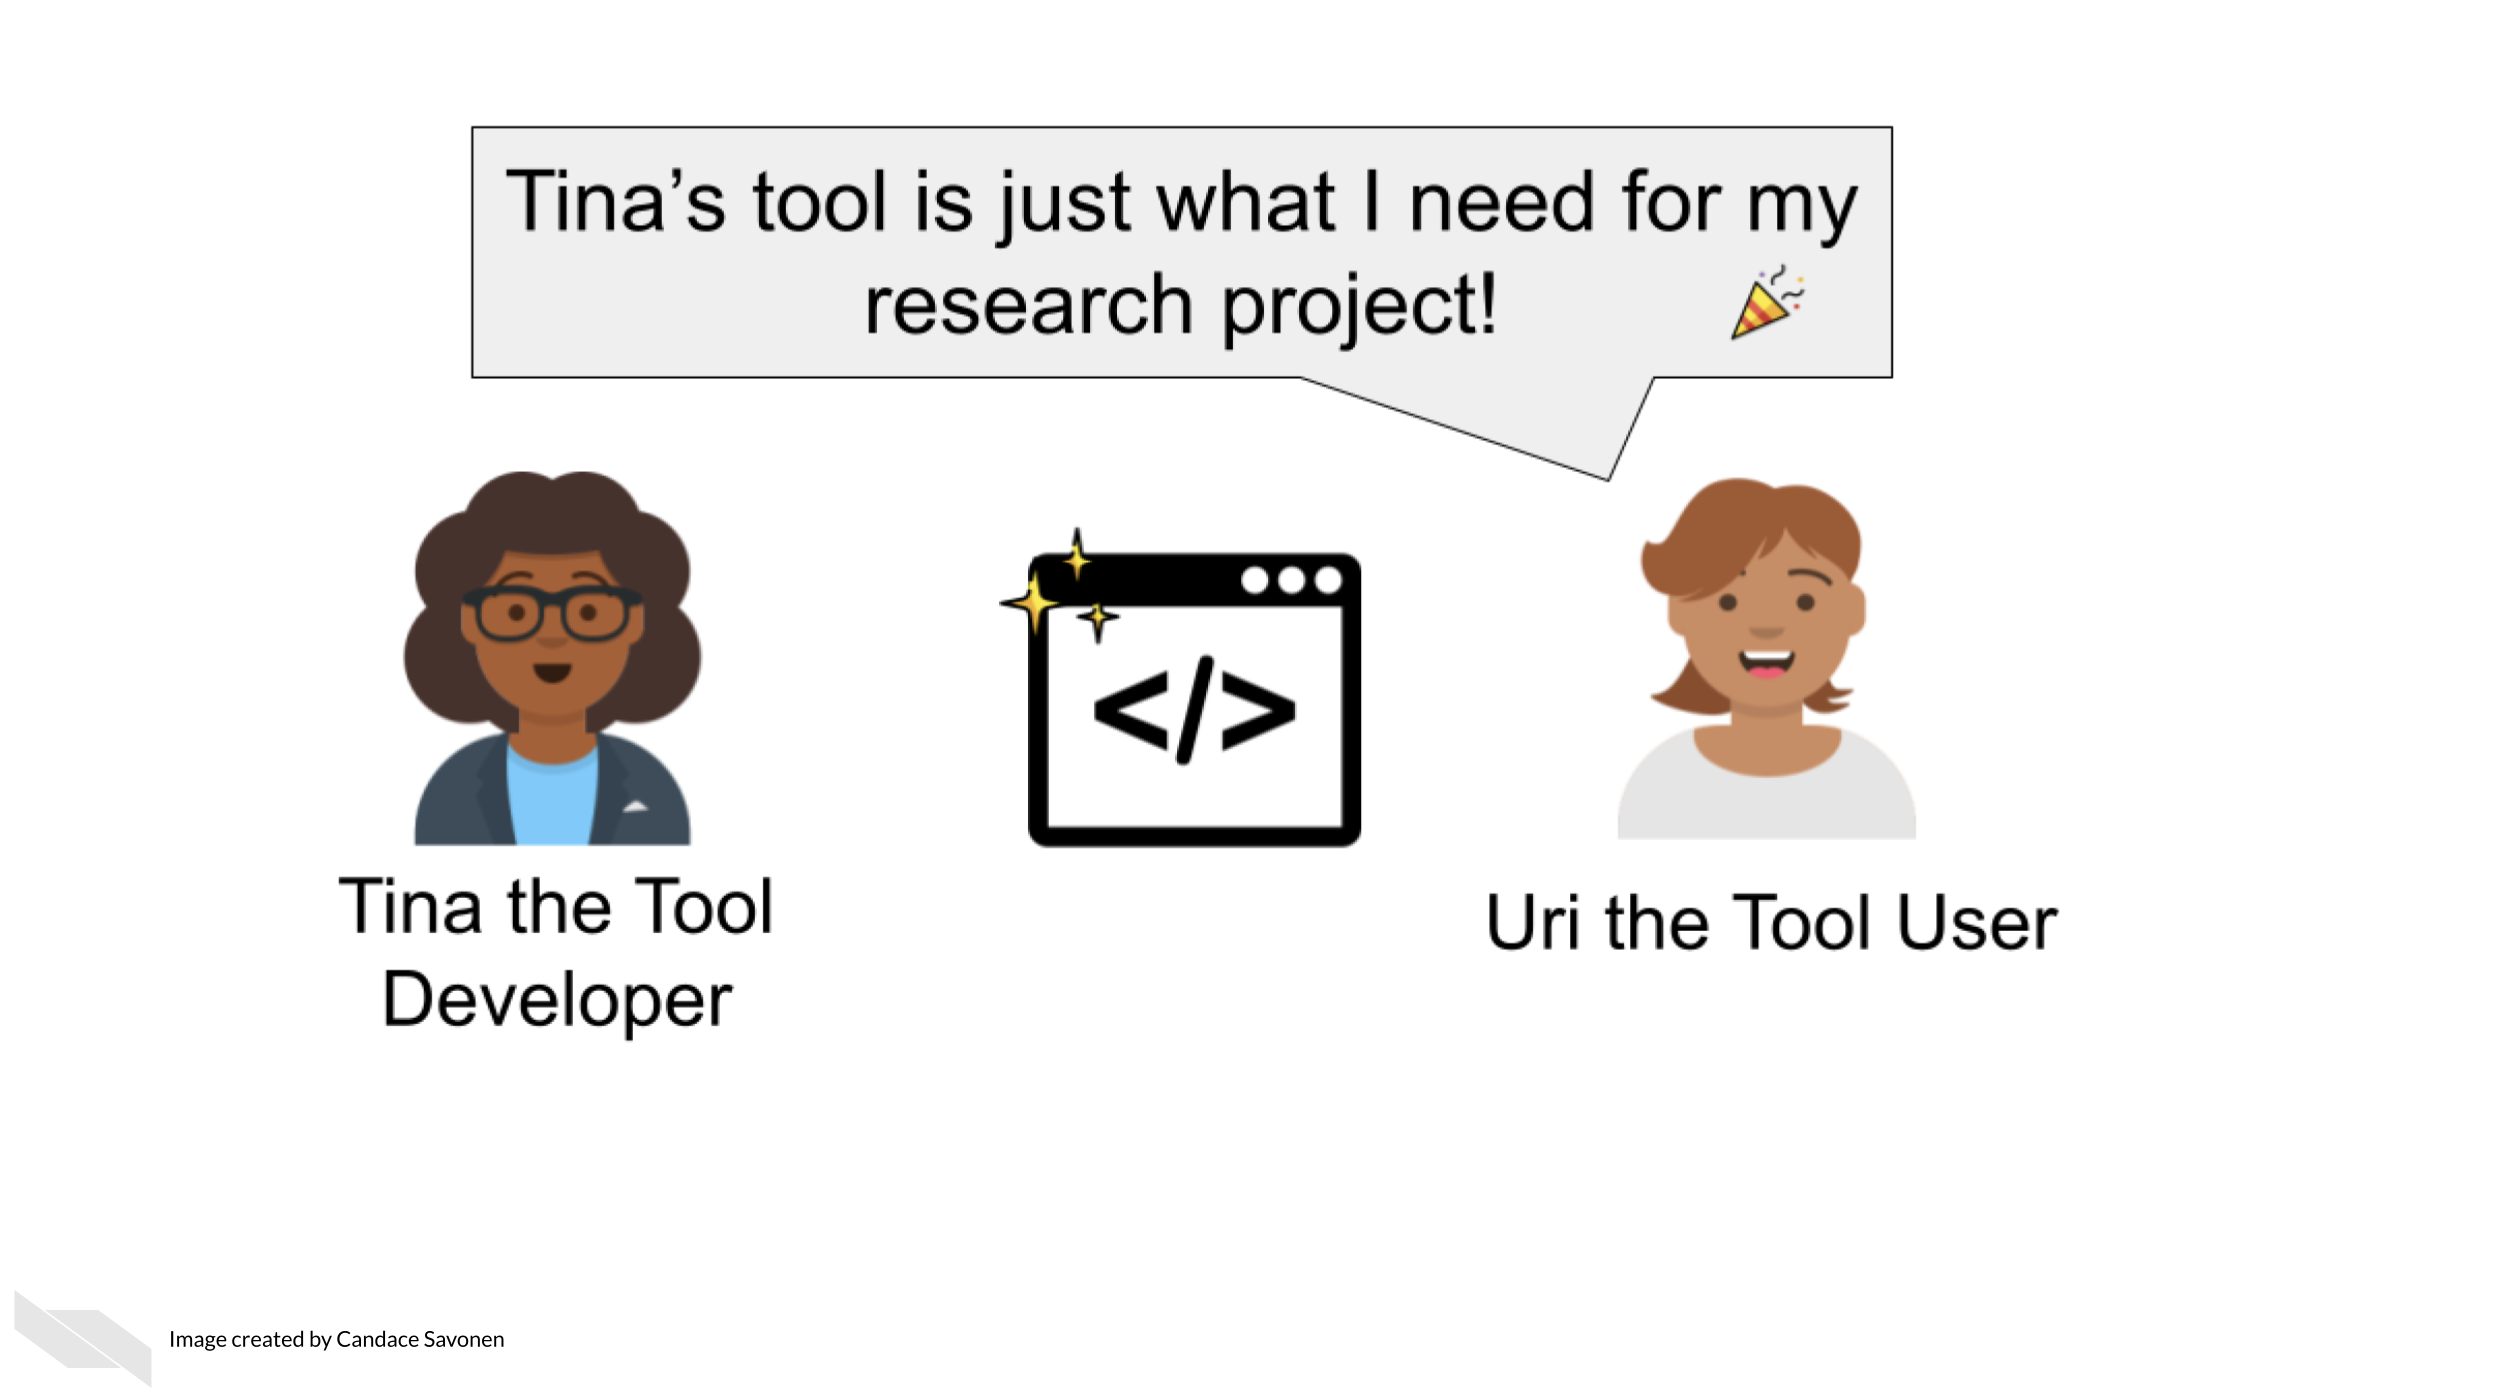 Tina’s tool is just what I need for my
research project! 🎉
</>
Tina the Tool
Developer
Uri the Tool User
Image created by Candace Savonen